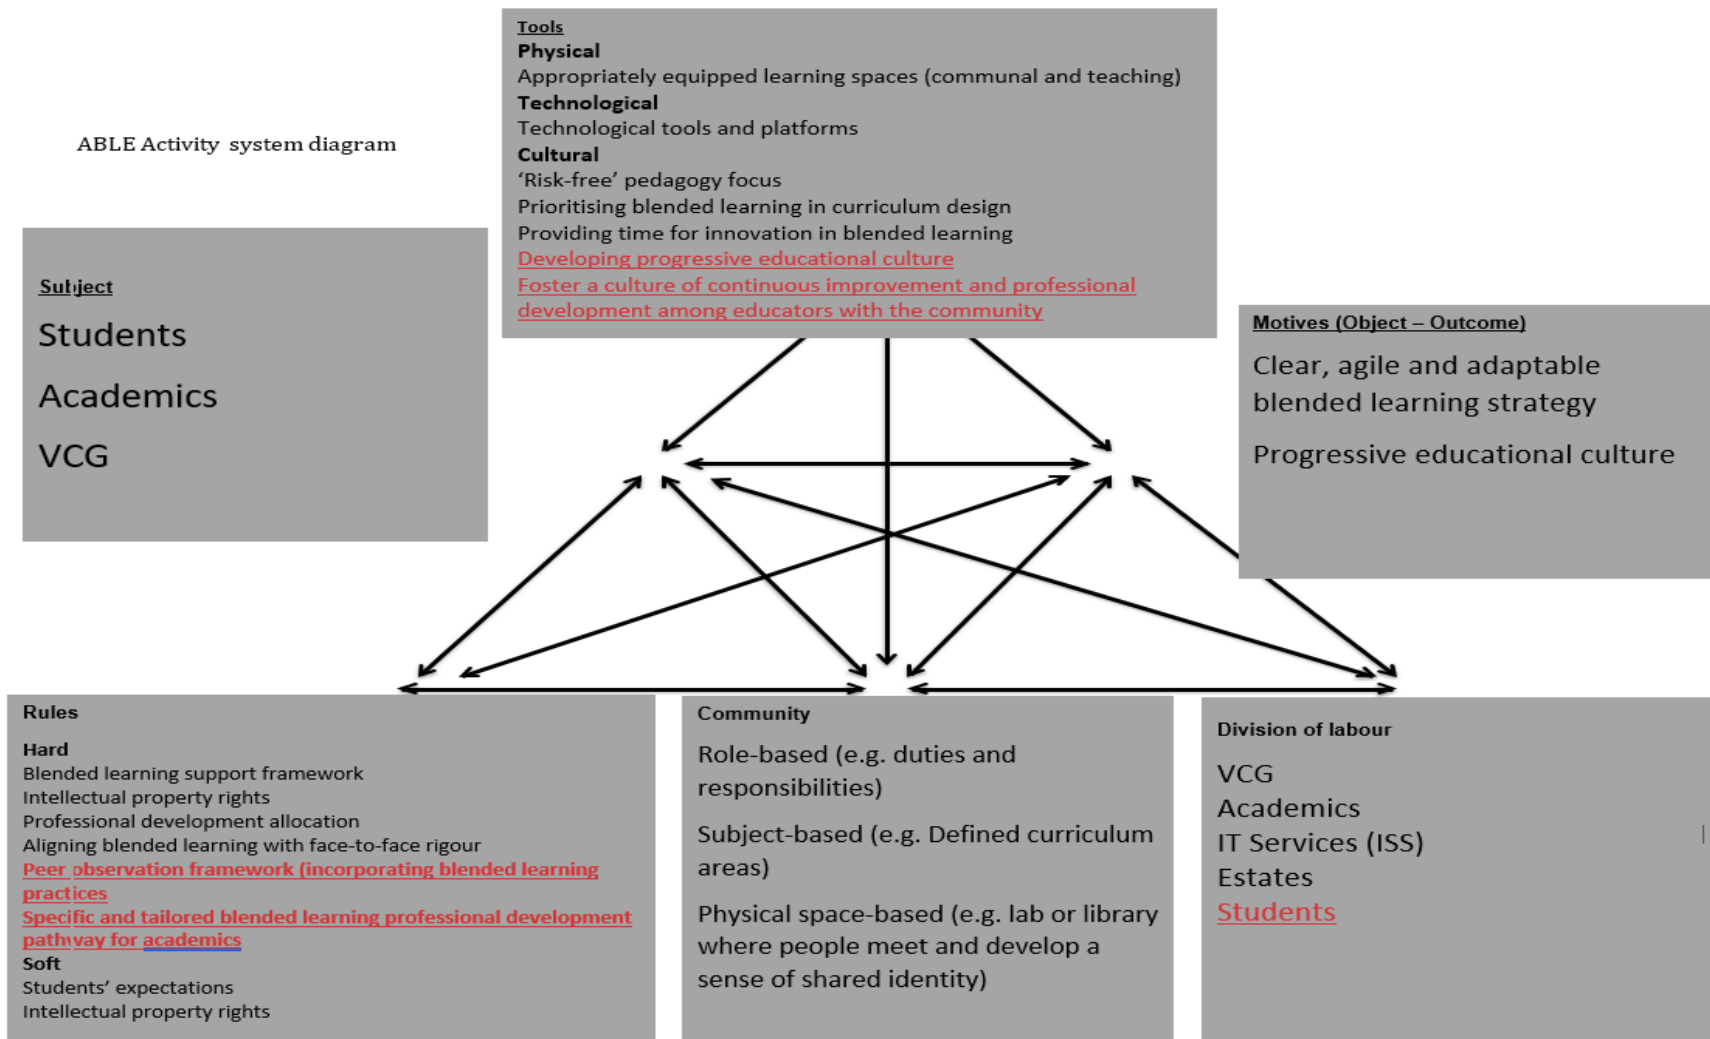 Tools
Physical
Appropriately equipped learning spaces (communal and teaching)
Technological
Technological tools and platforms
Cultural
‘Risk-free’ pedagogy focus
Prioritising blended learning in curriculum design
Providing time for innovation in blended learning
Developing progressive educational culture
Foster a culture of continuous improvement and professional
development among educators with the community
ABLE Activity system diagram
Subject
Students
Academics
VCG
Motives (Object – Outcome)
Clear, agile and adaptable
blended learning strategy
Progressive educational culture
Rules
Hard
Blended learning support framework
Intellectual property rights
Professional development allocation
Aligning blended learning with face-to-face rigour
Peer observation framework (incorporating blended learning
practices
Specific and tailored blended learning professional development
pathway for academics
Soft
Students’ expectations
Intellectual property rights
Community
Role-based (e.g. duties and
responsibilities)
Subject-based (e.g. Defined curriculum
areas)
Physical space-based (e.g. lab or library
where people meet and develop a
sense of shared identity)
Division of labour
VCG
Academics
IT Services (ISS)
Estates
Students